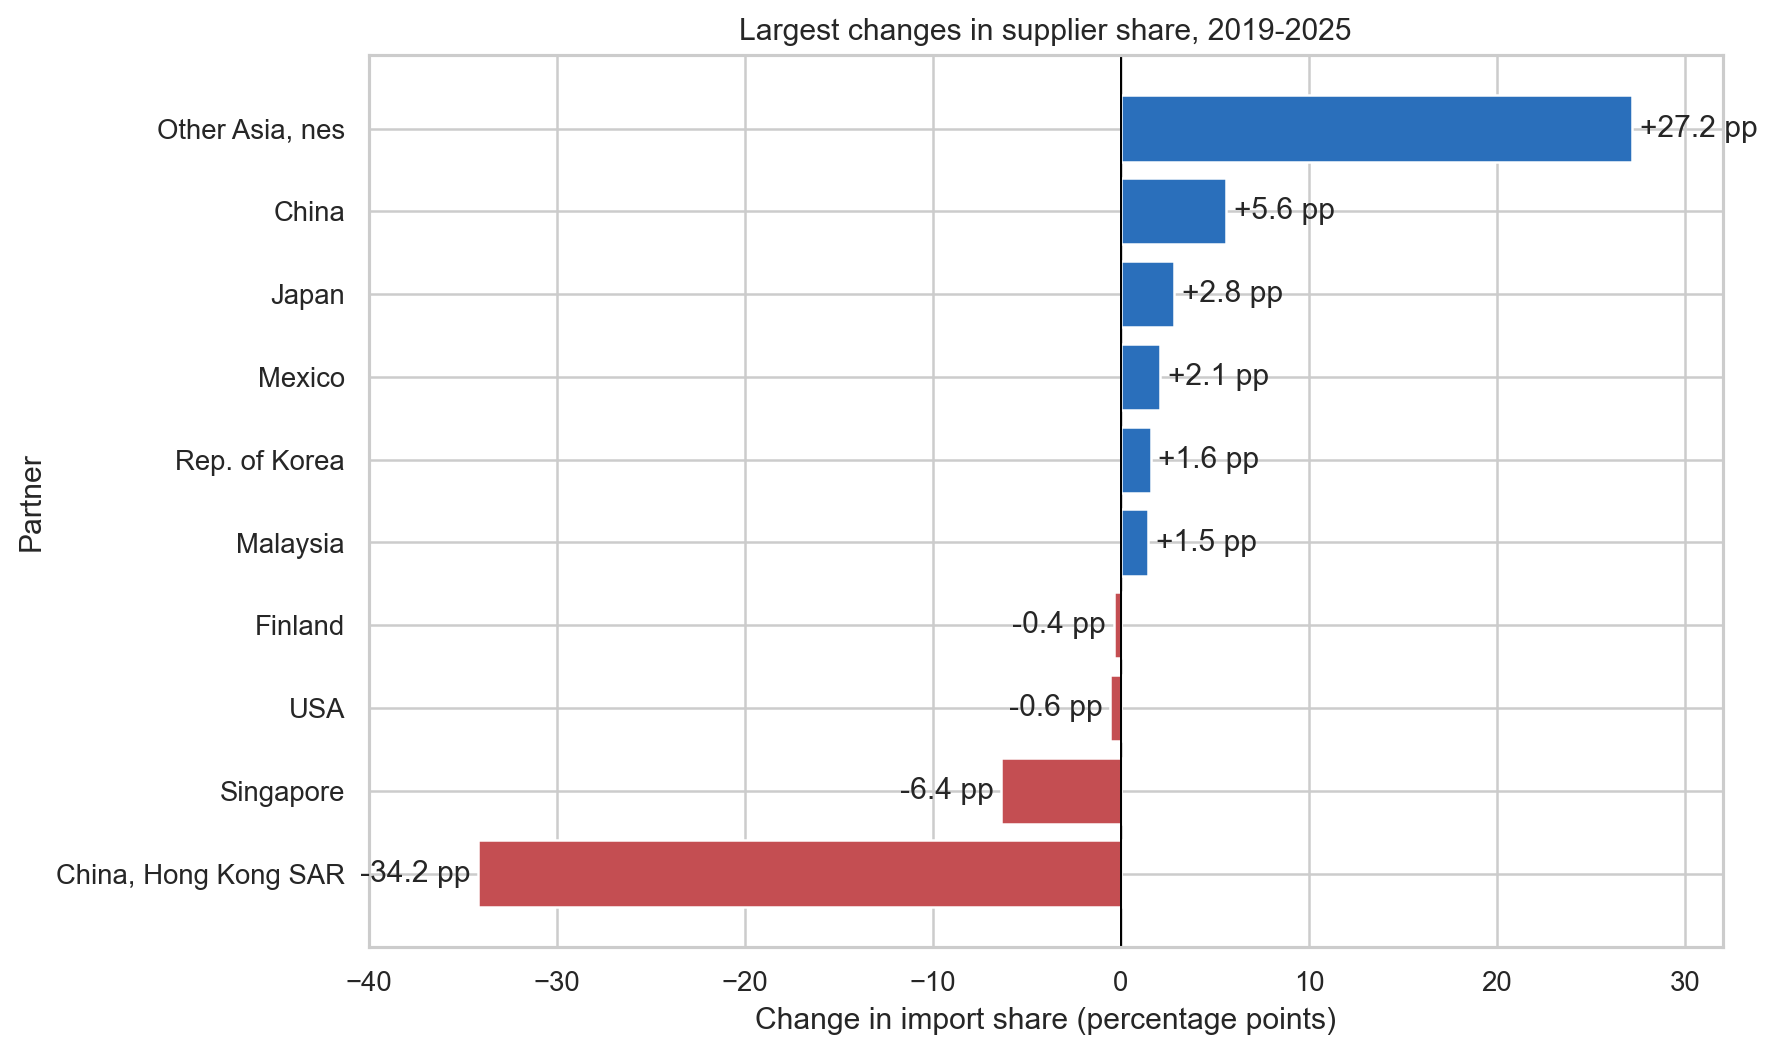 Largest changes in supplier share, 2019-2025
Other Asia, nes +27.2 pp
China +5.6 pp
Japan +2.8 pp
Mexico +2.1 pp
Rep. of Korea +1.6 pp
Malaysia +1.5 pp
Finland -0.4 pp
USA -0.6 pp
Singapore -6.4 pp
China, Hong Kong SAR -34.2 pp
Partner
−40 −30 −20 −10 0 10 20 30
Change in import share (percentage points)